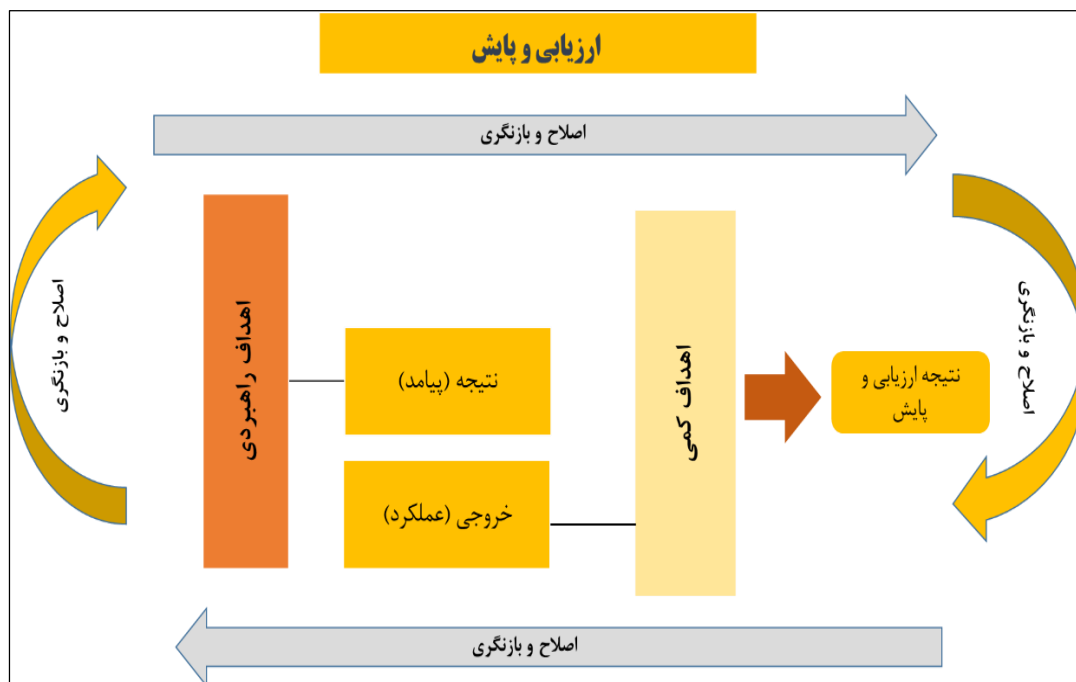 ارزیابی و پایش
اصلاح و بازنگری
اصلاح و بازنگری
نتیجه ارزیابی و
پایش
اهداف کمی
نتیجه (پیامد)
خروجی (عملکرد)
اهداف راهبردی
اصلاح و بازنگری
اصلاح و بازنگری